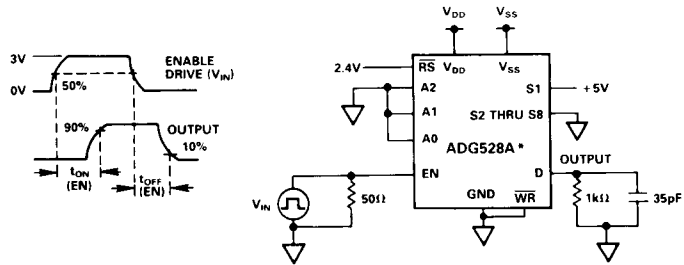 3V
0V
50%
ENABLE
DRIVE (VIN)
90%
OUTPUT
10%
tON
(EN)
tOFF
(EN)
VDD
VSS
2.4V
RS
VDD
VSS
A2
A1
A0
S1
+5V
S2 THRU S8
ADG528A*
EN
D
OUTPUT
GND
WR
VIN
50Ω
1kΩ
35pF